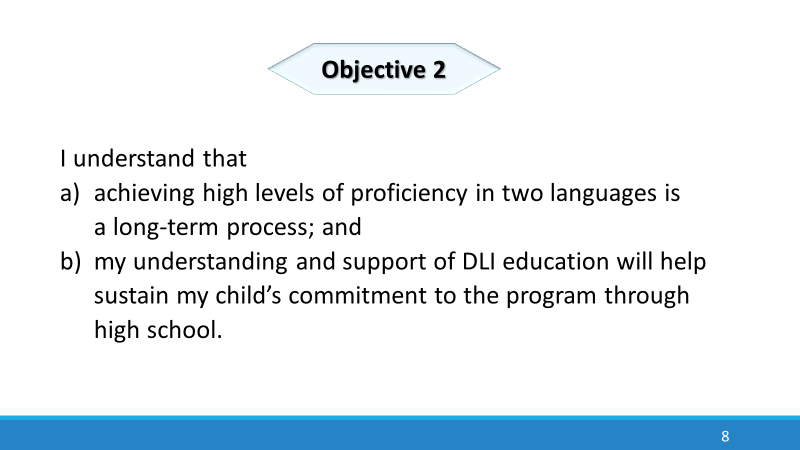 Objective 2
I understand that
a) achieving high levels of proficiency in two languages is
a long-term process; and
b) my understanding and support of DLI education will help
sustain my child’s commitment to the program through
high school.
8